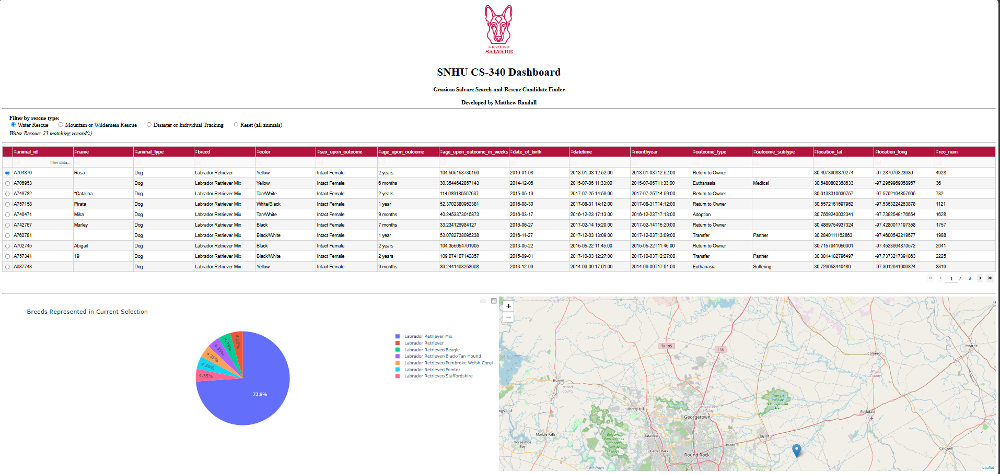 GRAZIOSO
SALVARE
SNHU CS-340 Dashboard
Grazioso Salvare Search-and-Rescue Candidate Finder
Developed by Matthew Randall
Filter by rescue type:
Water Rescue Mountain or Wilderness Rescue Disaster or Individual Tracking Reset (all animals)
Water Rescue: 23 matching record(s)
animal_id name animal_type breed color sex_upon_outcome age_upon_outcome age_upon_outcome_in_weeks date_of_birth datetime monthyear outcome_type outcome_subtype location_lat location_long rec_num
filter data...
A764876 Rosa Dog Labrador Retriever Yellow Intact Female 2 years 104.505158730159 2016-01-08 2018-01-08 12:52:00 2018-01-08T12:52:00 Return to Owner 30.4973908876274 -97.287076323936 4928
A706953 Dog Labrador Retriever Mix Yellow Intact Female 6 months 30.3544642857143 2014-12-06 2015-07-06 11:33:00 2015-07-06T11:33:00 Euthanasia Medical 30.5480802368633 -97.2969969058957 36
A749782 *Catalina Dog Labrador Retriever Mix Tan/White Intact Female 2 years 114.089186507937 2015-05-19 2017-07-25 14:59:00 2017-07-25T14:59:00 Return to Owner 30.6138310636757 -97.5752164857665 732
A757158 Pirata Dog Labrador Retriever Mix White/Black Intact Female 1 year 52.3702380952381 2016-08-30 2017-08-31 14:12:00 2017-08-31T14:12:00 Return to Owner 30.5572161697962 -97.5363224263878 1121
A740471 Mika Dog Labrador Retriever Mix Tan/White Intact Female 9 months 40.2453373015873 2016-03-17 2016-12-23 17:13:00 2016-12-23T17:13:00 Adoption 30.7569243032341 -97.7392549176654 1628
A742767 Marley Dog Labrador Retriever Mix Black Intact Female 7 months 33.234126984127 2016-06-27 2017-02-14 15:20:00 2017-02-14T15:20:00 Return to Owner 30.4869754937324 -97.4280017197358 1757
A762781 Dog Labrador Retriever Mix Black/White Intact Female 1 year 53.0782738095238 2016-11-27 2017-12-03 13:09:00 2017-12-03T13:09:00 Transfer Partner 30.2840111162863 -97.4600542219677 1988
A702745 Abigail Dog Labrador Retriever Mix Black Intact Female 2 years 104.355654761905 2013-05-22 2015-05-22 11:45:00 2015-05-22T11:45:00 Return to Owner 30.7157941956301 -97.4523664870572 2041
A757341 19 Dog Labrador Retriever Mix Black/White Intact Female 2 years 109.074107142857 2015-09-01 2017-10-03 12:27:00 2017-10-03T12:27:00 Transfer Partner 30.3814182796497 -97.7373217391863 2225
A687748 Dog Labrador Retriever Mix Yellow Intact Female 9 months 39.2441468253968 2013-12-09 2014-09-09 17:01:00 2014-09-09T17:01:00 Euthanasia Suffering 30.729653440489 -97.3912941009824 3319
« ‹ 1 / 3 › »
Breeds Represented in Current Selection
73.9%
4.35%
4.35%
4.35%
4.35%
4.35%
4.35%
Labrador Retriever Mix
Labrador Retriever
Labrador Retriever/Beagle
Labrador Retriever/Black/Tan Hound
Labrador Retriever/Pembroke Welsh Corgi
Labrador Retriever/Pointer
Labrador Retriever/Staffordshire
+
−
TX 195
I 35
Hearne
Cameron
Lake Buchanan
Milam
County
Burnet
Burnet
County
Granger
Wildlife
Management
Area
Liberty Hill
Williamson
County
ngsland
Rockdale
Georgetown
Marble Falls
Leander
Taylor
Balcones
Canyonlands
National
Wildlife
Refuge
Horseshoe
Bay
Hutto
Cedar Park
Caldwell
Round Rock
Lake Travis
Leaflet